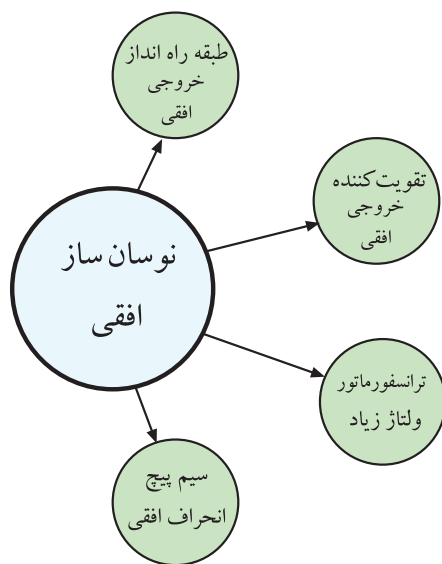 طبقه راه انداز
خروجی
افقی
تقویت‌کننده
خروجی
افقی
نوسان ساز
افقی
ترانسفورماتور
ولتاژ زیاد
سیم پیچ
انحراف افقی